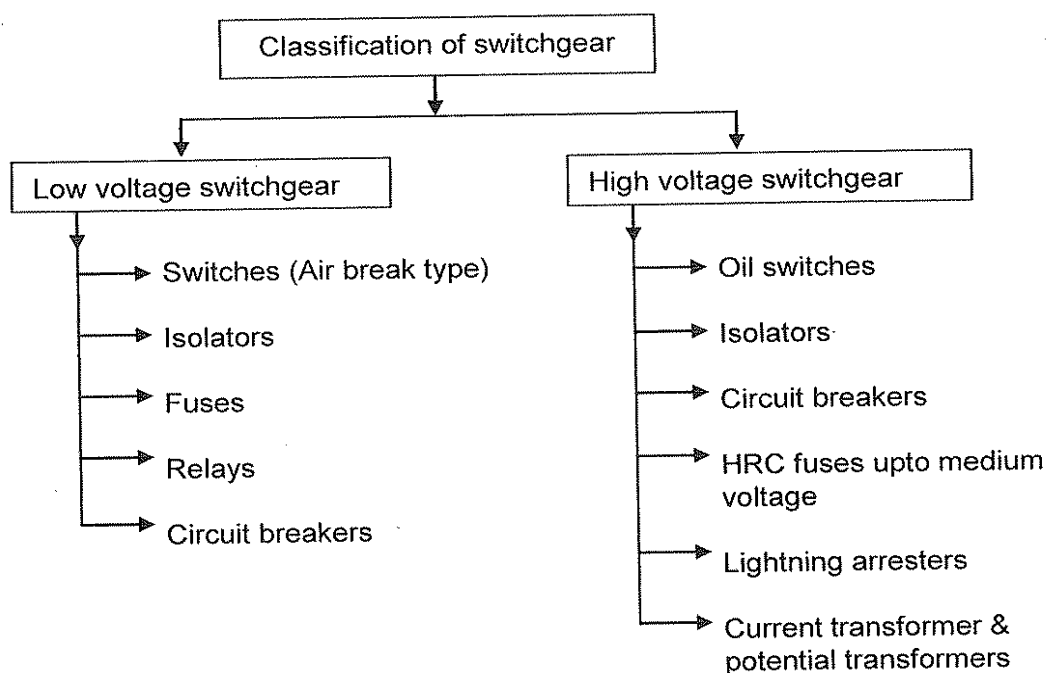 Classification of switchgear
Low voltage switchgear
Switches (Air break type)
Isolators
Fuses
Relays
Circuit breakers
High voltage switchgear
Oil switches
Isolators
Circuit breakers
HRC fuses upto medium
voltage
Lightning arresters
Current transformer &
potential transformers